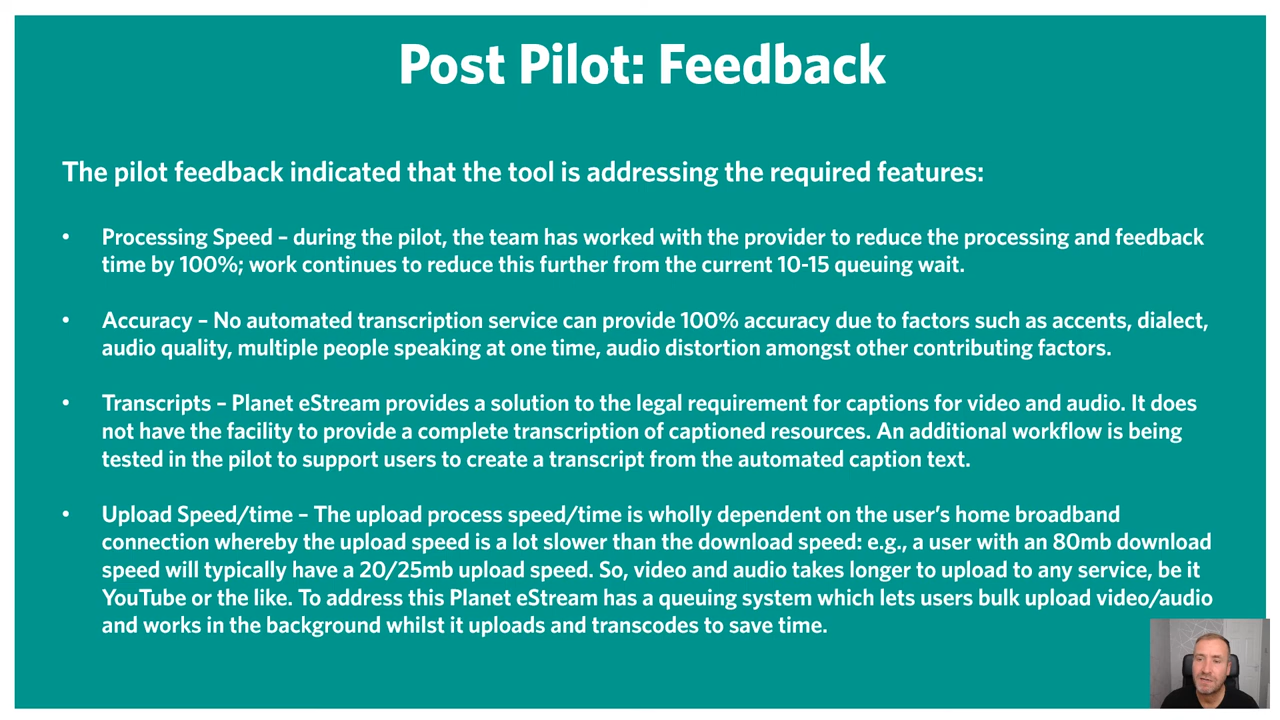 Post Pilot: Feedback
The pilot feedback indicated that the tool is addressing the required features:
• Processing Speed – during the pilot, the team has worked with the provider to reduce the processing and feedback
time by 100%; work continues to reduce this further from the current 10-15 queuing wait.
• Accuracy – No automated transcription service can provide 100% accuracy due to factors such as accents, dialect,
audio quality, multiple people speaking at one time, audio distortion amongst other contributing factors.
• Transcripts – Planet eStream provides a solution to the legal requirement for captions for video and audio. It does
not have the facility to provide a complete transcription of captioned resources. An additional workflow is being
tested in the pilot to support users to create a transcript from the automated caption text.
• Upload Speed/time – The upload process speed/time is wholly dependent on the user’s home broadband
connection whereby the upload speed is a lot slower than the download speed: e.g., a user with an 80mb download
speed will typically have a 20/25mb upload speed. So, video and audio takes longer to upload to any service, be it
YouTube or the like. To address this Planet eStream has a queuing system which lets users bulk upload video/audio
and works in the background whilst it uploads and transcodes to save time.